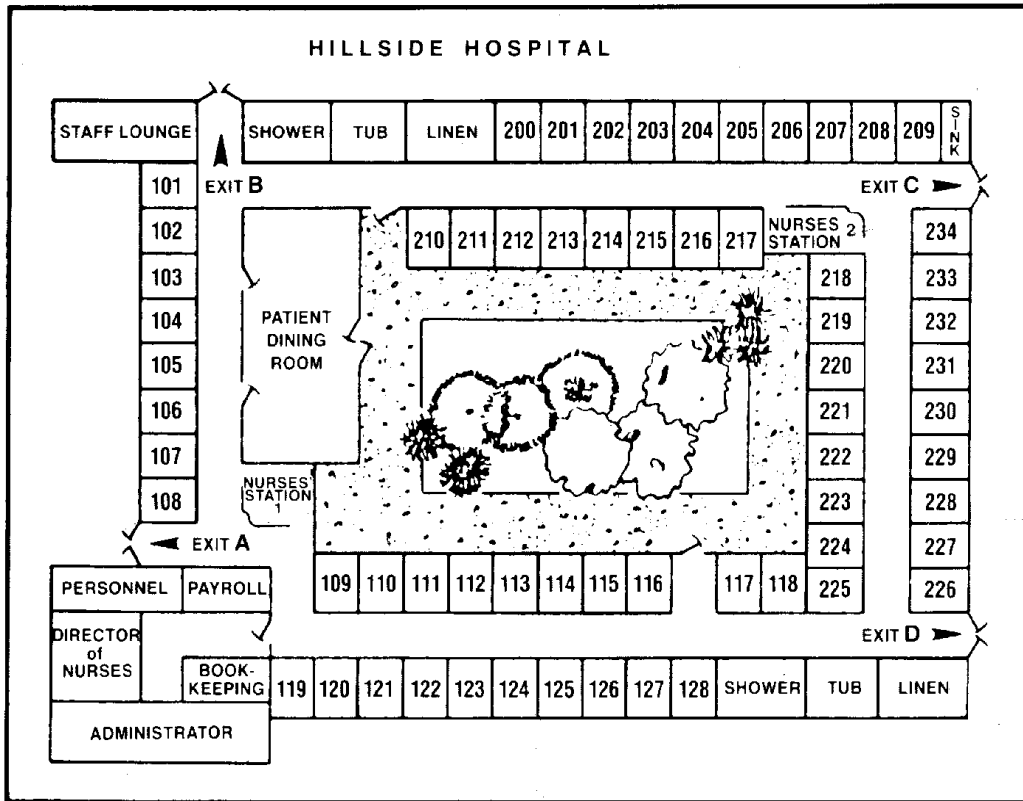 HILLSIDE HOSPITAL
STAFF LOUNGE
SHOWER
TUB
LINEN
200
201
202
203
204
205
206
207
208
209
SINK
101
EXIT B
EXIT C
102
103
104
105
106
107
108
PATIENT
DINING
ROOM
210
211
212
213
214
215
216
217
NURSES
STATION 2
218
219
220
221
222
223
224
225
234
233
232
231
230
229
228
227
226
NURSES
STATION
1
EXIT A
109
110
111
112
113
114
115
116
117
118
PERSONNEL
PAYROLL
DIRECTOR
of
NURSES
EXIT D
BOOK-
KEEPING
119
120
121
122
123
124
125
126
127
128
SHOWER
TUB
LINEN
ADMINISTRATOR